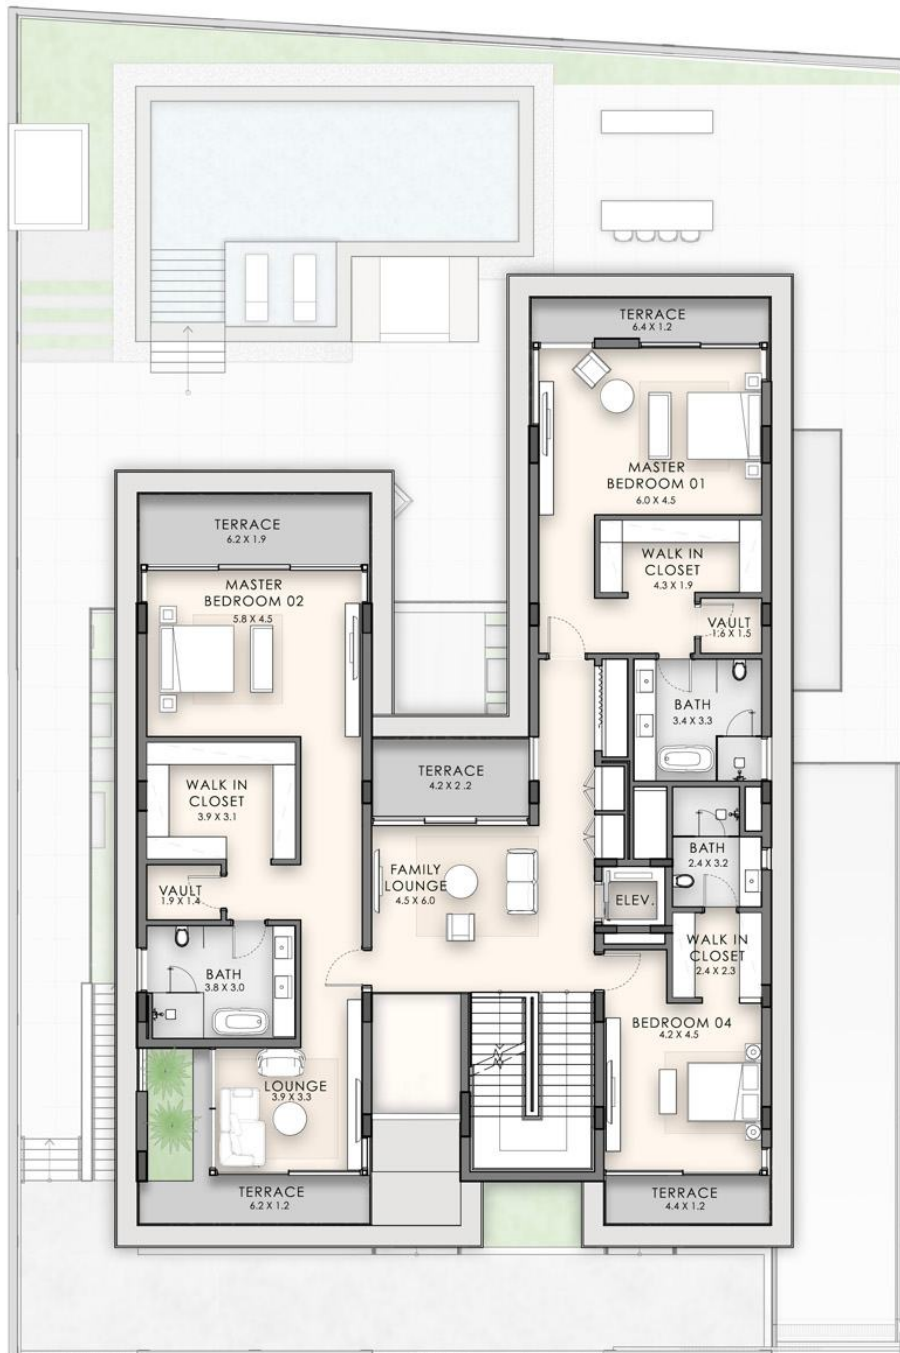 TERRACE
6.4 X 1.2
MASTER
BEDROOM 01
6.0 X 4.5
TERRACE
6.2 X 1.9
WALK IN
CLOSET
4.3 X 1.9
MASTER
BEDROOM 02
5.8 X 4.5
VAULT
1.6 X 1.5
BATH
3.4 X 3.3
TERRACE
4.2 X 2.2
WALK IN
CLOSET
3.9 X 3.1
BATH
2.4 X 3.2
FAMILY
LOUNGE
4.5 X 6.0
VAULT
1.9 X 1.4
ELEV.
WALK IN
CLOSET
2.4 X 2.3
BATH
3.8 X 3.0
BEDROOM 04
4.2 X 4.5
LOUNGE
3.9 X 3.3
TERRACE
6.2 X 1.2
TERRACE
4.4 X 1.2